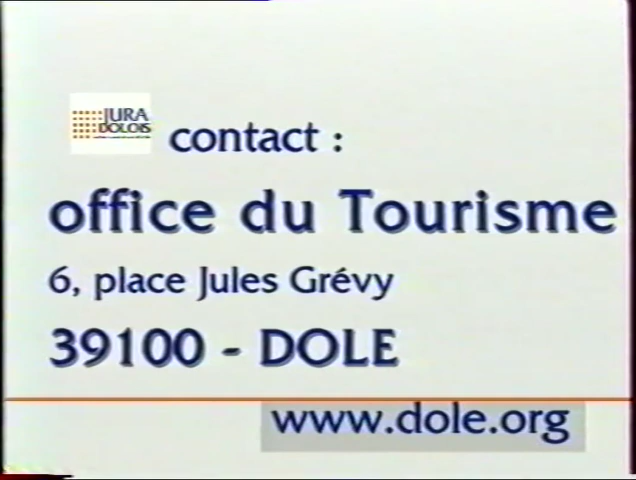 JURA
DOLOIS
contact :
office du Tourisme
6, place Jules Grévy
39100 - DOLE
www.dole.org